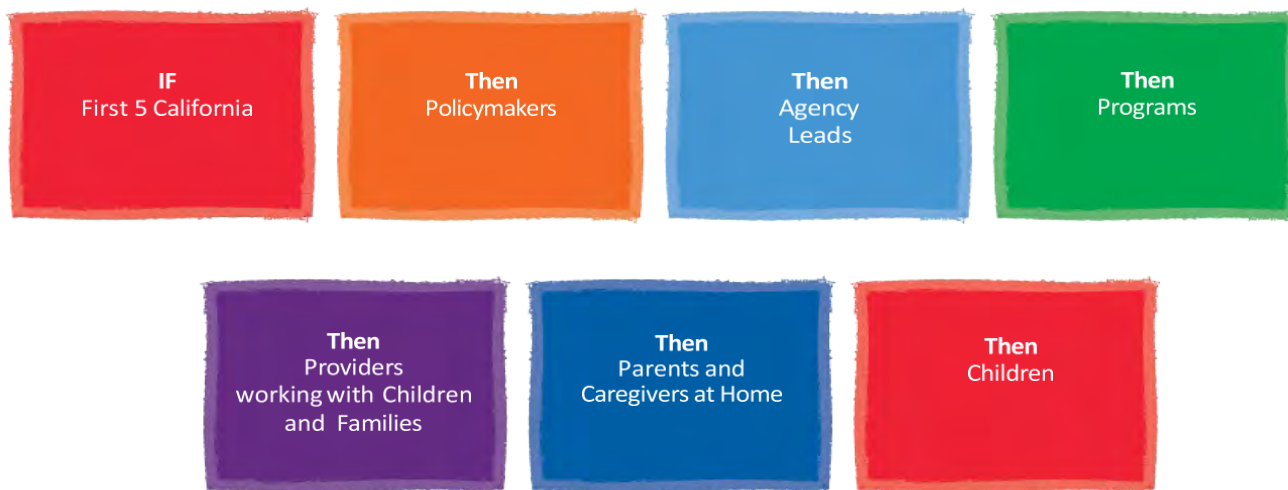 IF
First 5 California
Then
Policymakers
Then
Agency
Leads
Then
Programs
Then
Providers
working with Children
and Families
Then
Parents and
Caregivers at Home
Then
Children